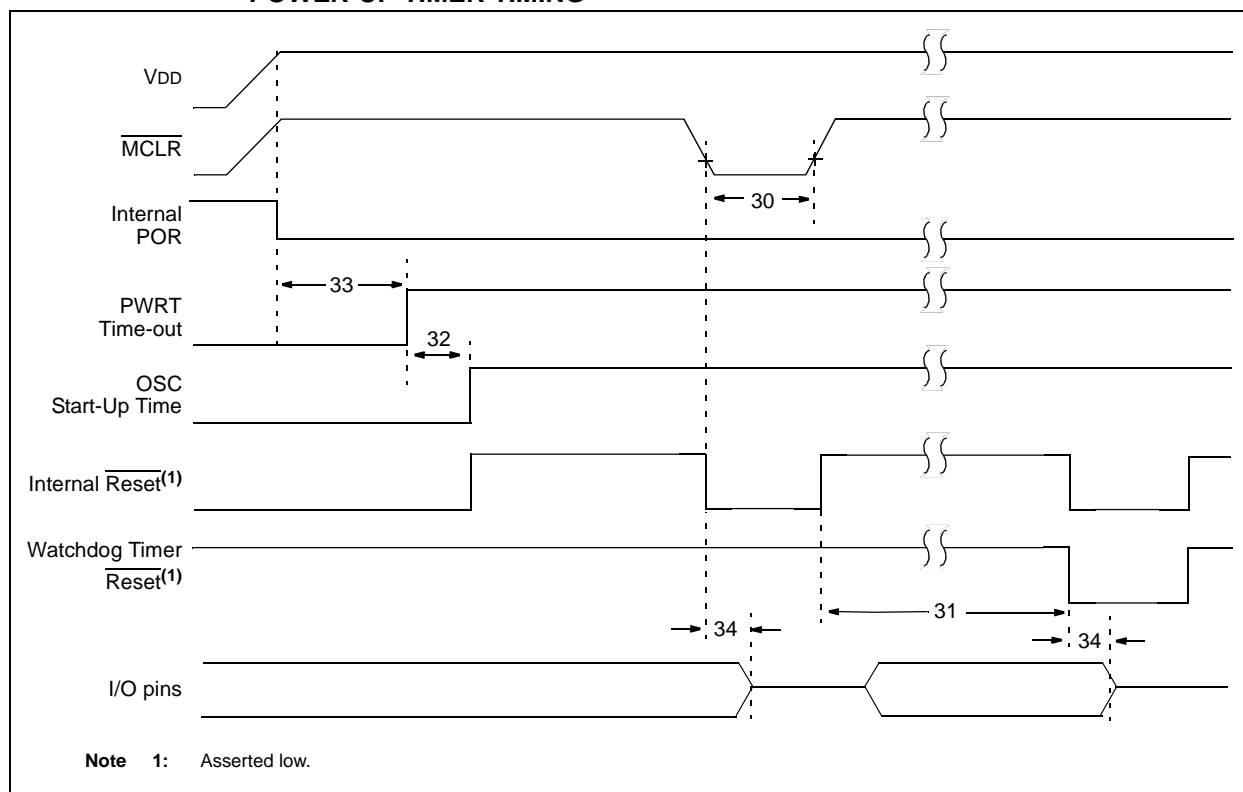 POWER-UP TIMER TIMING
VDD
MCLR
Internal
POR
33
30
PWRT
Time-out
32
OSC
Start-Up Time
Internal Reset(1)
Watchdog Timer
Reset(1)
31
34
34
I/O pins
Note 1: Asserted low.